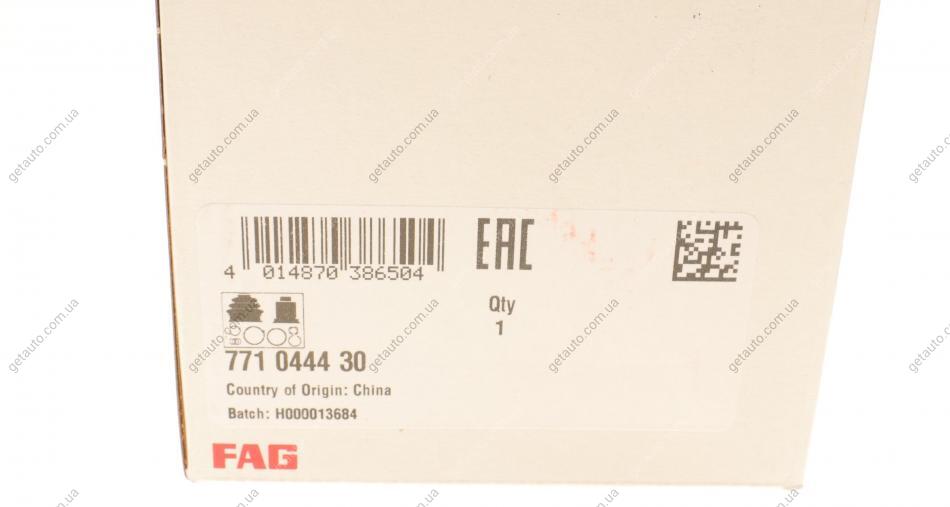 4 014870 386504
EAC
Qty
1
771 0444 30
Country of Origin: China
Batch: H000013684
FAG
getauto.com.ua